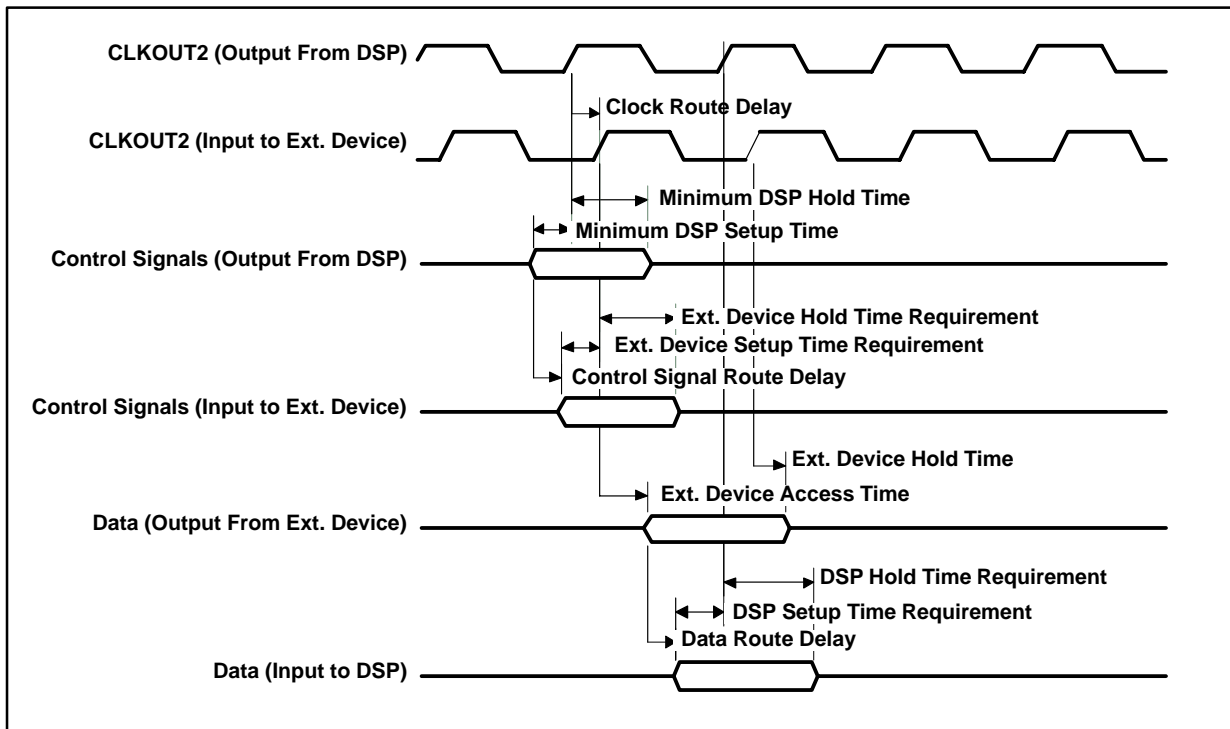 CLKOUT2 (Output From DSP)
Clock Route Delay
CLKOUT2 (Input to Ext. Device)
Minimum DSP Hold Time
Minimum DSP Setup Time
Control Signals (Output From DSP)
Ext. Device Hold Time Requirement
Ext. Device Setup Time Requirement
Control Signal Route Delay
Control Signals (Input to Ext. Device)
Ext. Device Hold Time
Ext. Device Access Time
Data (Output From Ext. Device)
DSP Hold Time Requirement
DSP Setup Time Requirement
Data Route Delay
Data (Input to DSP)